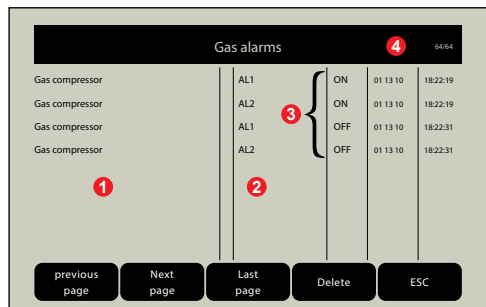 Gas alarms 4 64/64
Gas compressor AL1 ON 01 13 10 18:22:19
Gas compressor AL2 ON 01 13 10 18:22:19
3
Gas compressor AL1 OFF 01 13 10 18:22:31
Gas compressor AL2 OFF 01 13 10 18:22:31
1 2
previous page
Next page
Last page
Delete
ESC